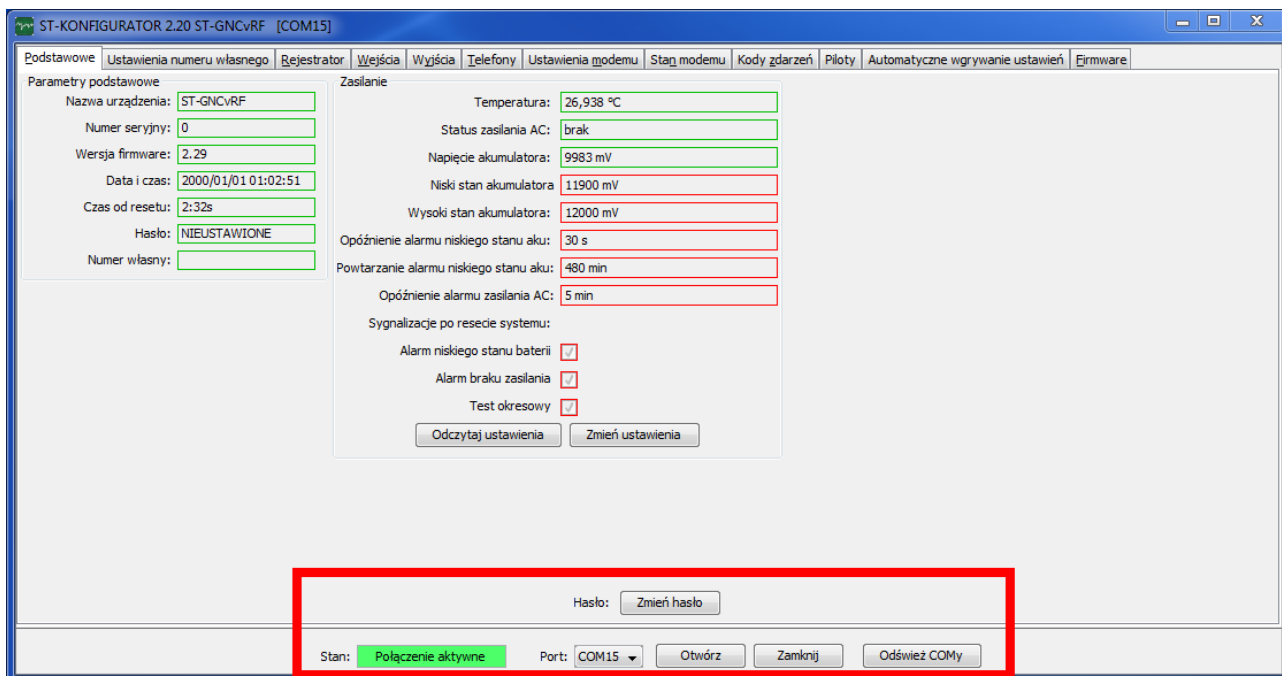 ST-KONFIGURATOR 2.20 ST-GNCvRF [COM15]
Podstawowe Ustawienia numeru własnego Rejestrator Wejścia Wyjścia Telefony Ustawienia modemu Stan modemu Kody zdarzeń Piloty Automatyczne wgrywanie ustawień Firmware
Parametry podstawowe
Nazwa urządzenia: ST-GNCvRF
Numer seryjny: 0
Wersja firmware: 2.29
Data i czas: 2000/01/01 01:02:51
Czas od resetu: 2:32s
Hasło: NIEUSTAWIONE
Numer własny:
Zasilanie
Temperatura: 26,938 °C
Status zasilania AC: brak
Napięcie akumulatora: 9983 mV
Niski stan akumulatora 11900 mV
Wysoki stan akumulatora: 12000 mV
Opóźnienie alarmu niskiego stanu aku: 30 s
Powtarzanie alarmu niskiego stanu aku: 480 min
Opóźnienie alarmu zasilania AC: 5 min
Sygnalizacje po resecie systemu:
Alarm niskiego stanu baterii
Alarm braku zasilania
Test okresowy
Odczytaj ustawienia Zmień ustawienia
Hasło: Zmień hasło
Stan: Połączenie aktywne Port: COM15 Otwórz Zamknij Odśwież COMy